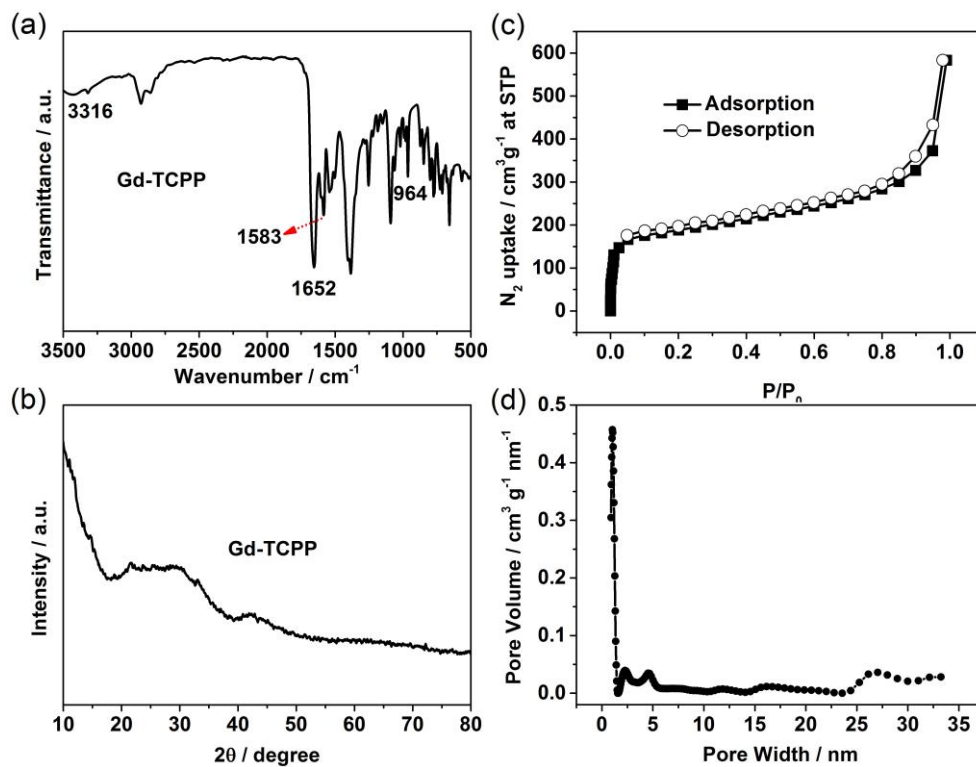 (a)
3316
Gd-TCPP
964
1583
1652
Transmittance / a.u.
3500 3000 2500 2000 1500 1000 500
Wavenumber / cm-1
(c)
600
500
400
300
200
100
0
Adsorption
Desorption
N2 uptake / cm3g-1 at STP
0.0 0.2 0.4 0.6 0.8 1.0
P/P0
(b)
Gd-TCPP
Intensity / a.u.
10 20 30 40 50 60 70 80
2θ / degree
(d)
0.5
0.4
0.3
0.2
0.1
0.0
Pore Volume / cm3 g-1 nm-1
0 5 10 15 20 25 30 35
Pore Width / nm